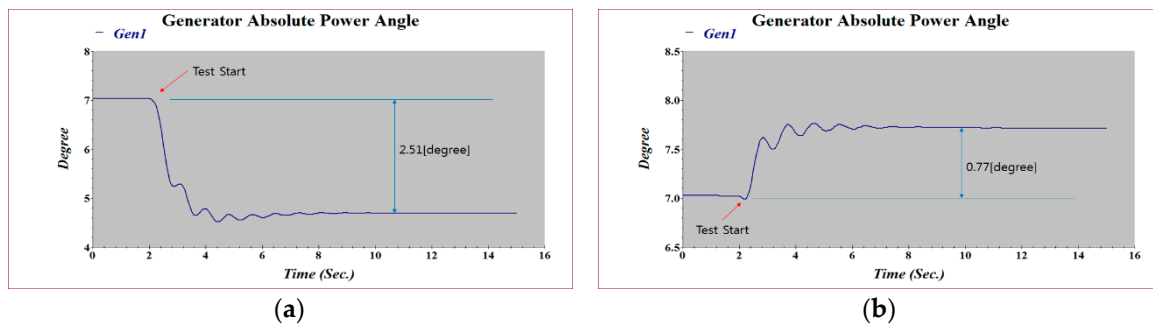 Generator Absolute Power Angle
Gen1
8
7
6
5
4
Degree
Test Start
2.51[degree]
0 2 4 6 8 10 12 14 16
Time (Sec.)
(a)
Generator Absolute Power Angle
Gen1
8.5
8.0
7.5
7.0
6.5
Degree
0.77[degree]
Test Start
0 2 4 6 8 10 12 14 16
Time (Sec.)
(b)